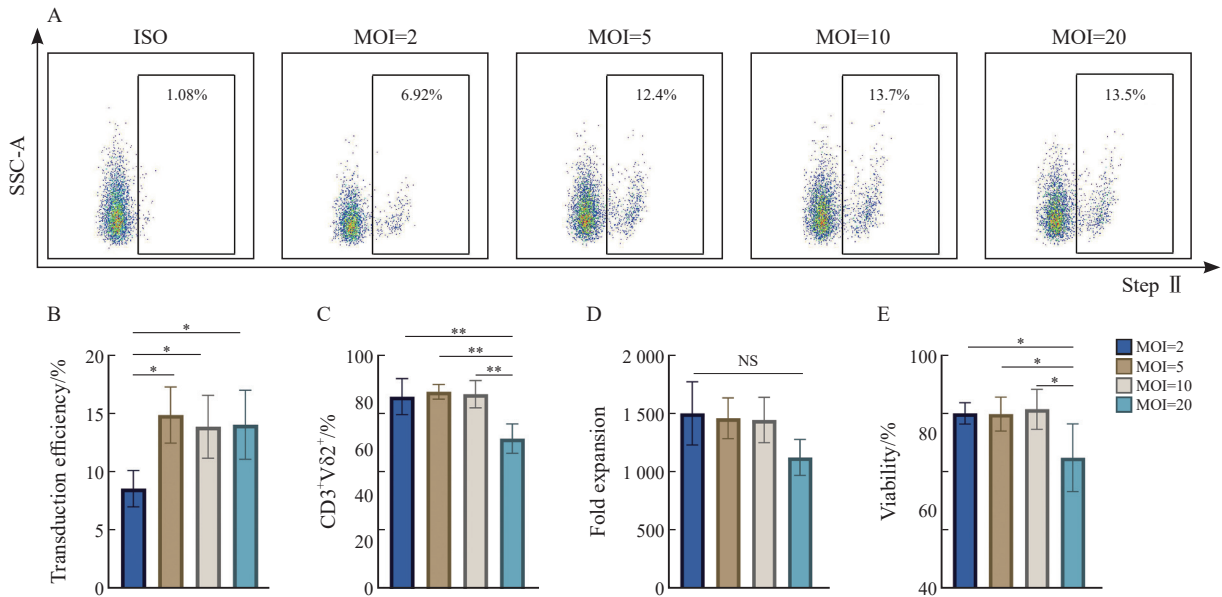 A
ISO
MOI=2
MOI=5
MOI=10
MOI=20
1.08%
6.92%
12.4%
13.7%
13.5%
SSC-A
Step Ⅱ
B
*
*
*
20
15
10
5
0
Transduction efficiency/%
C
**
**
**
100
80
60
40
20
0
CD3⁺Vδ2⁺/%
D
NS
2 000
1 500
1 000
500
0
Fold expansion
E
*
*
*
100
80
60
40
Viability/%
MOI=2
MOI=5
MOI=10
MOI=20